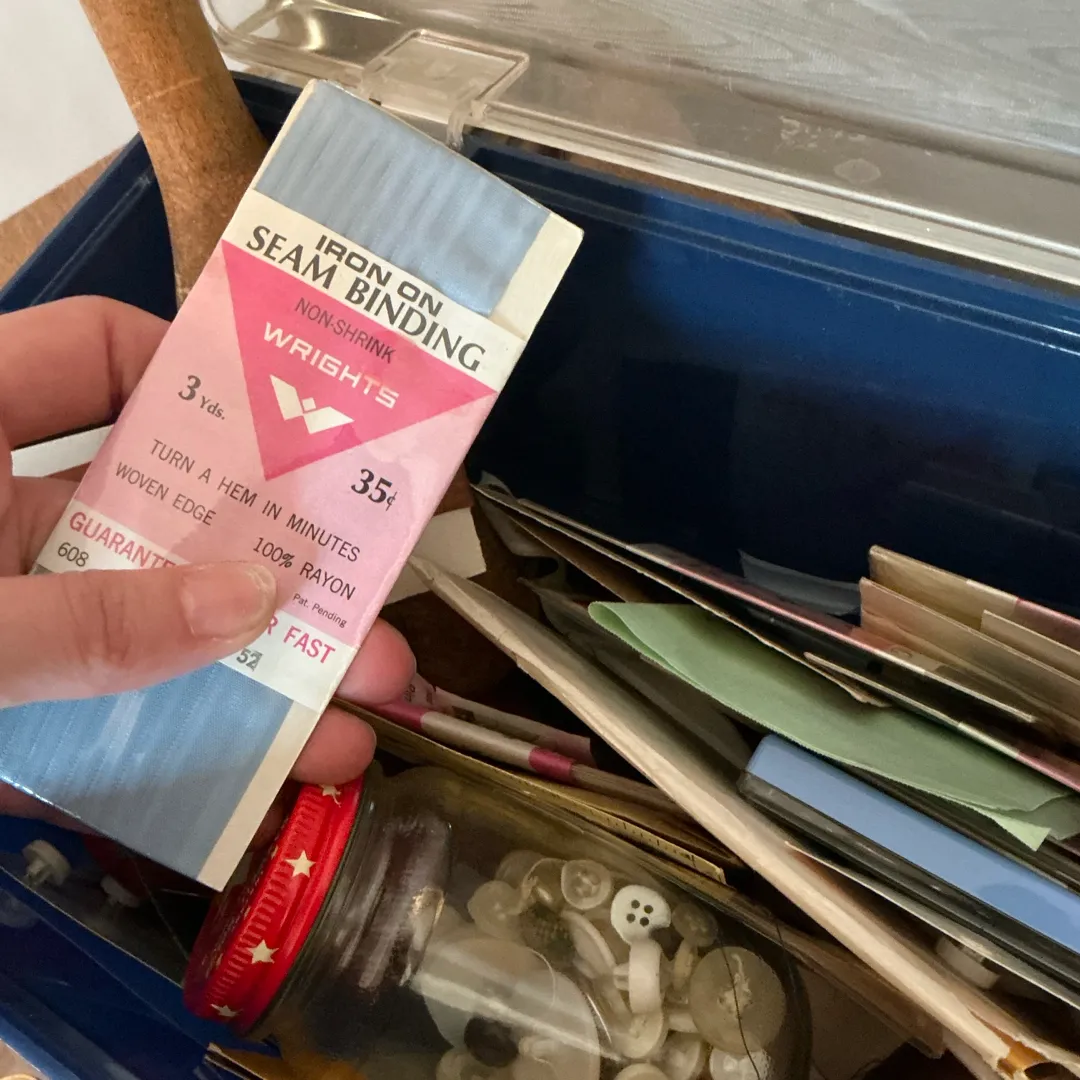 IRON ON
SEAM BINDING
NON-SHRINK
WRIGHTS
3 Yds.
35¢
TURN A HEM IN MINUTES
WOVEN EDGE
100% RAYON
Pat. Pending
FAST
608
52